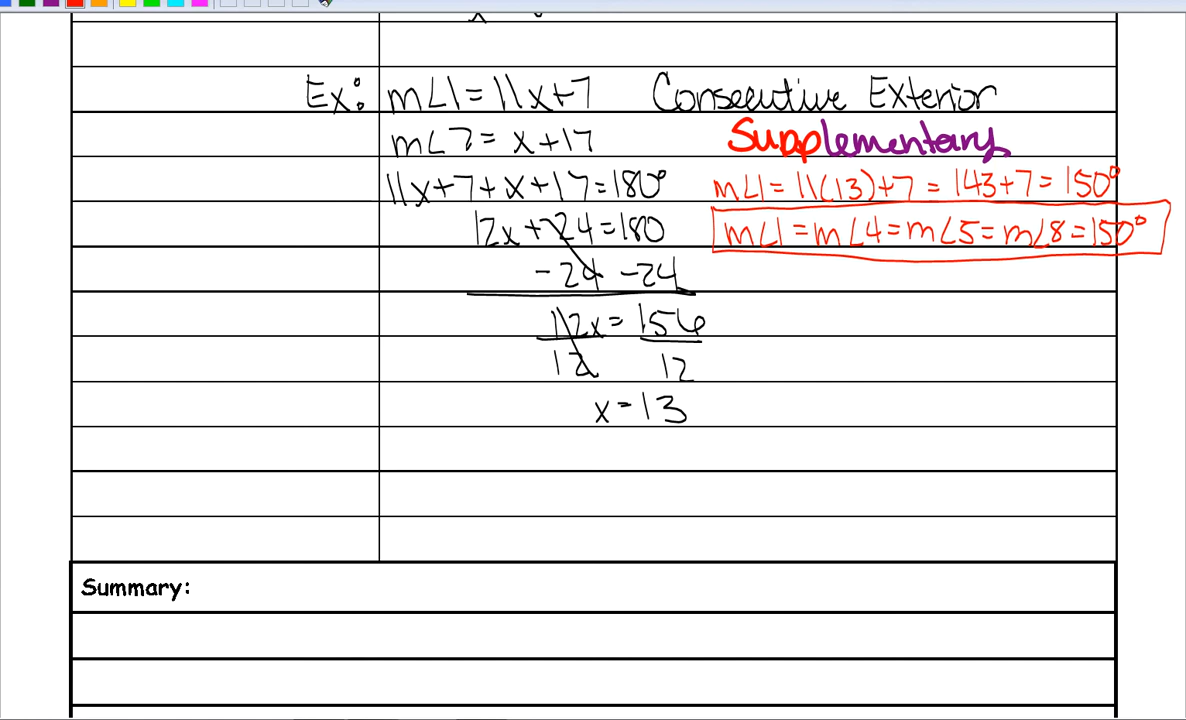 Ex: m∠1 = 11x+7 Consecutive Exterior
m∠7 = x+17 Supplementary
11x+7+x+17=180° m∠1 = 11(13)+7 = 143+7 = 150°
12x+24=180 m∠1 = m∠4 = m∠5 = m∠8 = 150°
-24 -24
12x = 156
12 12
x = 13
Summary: